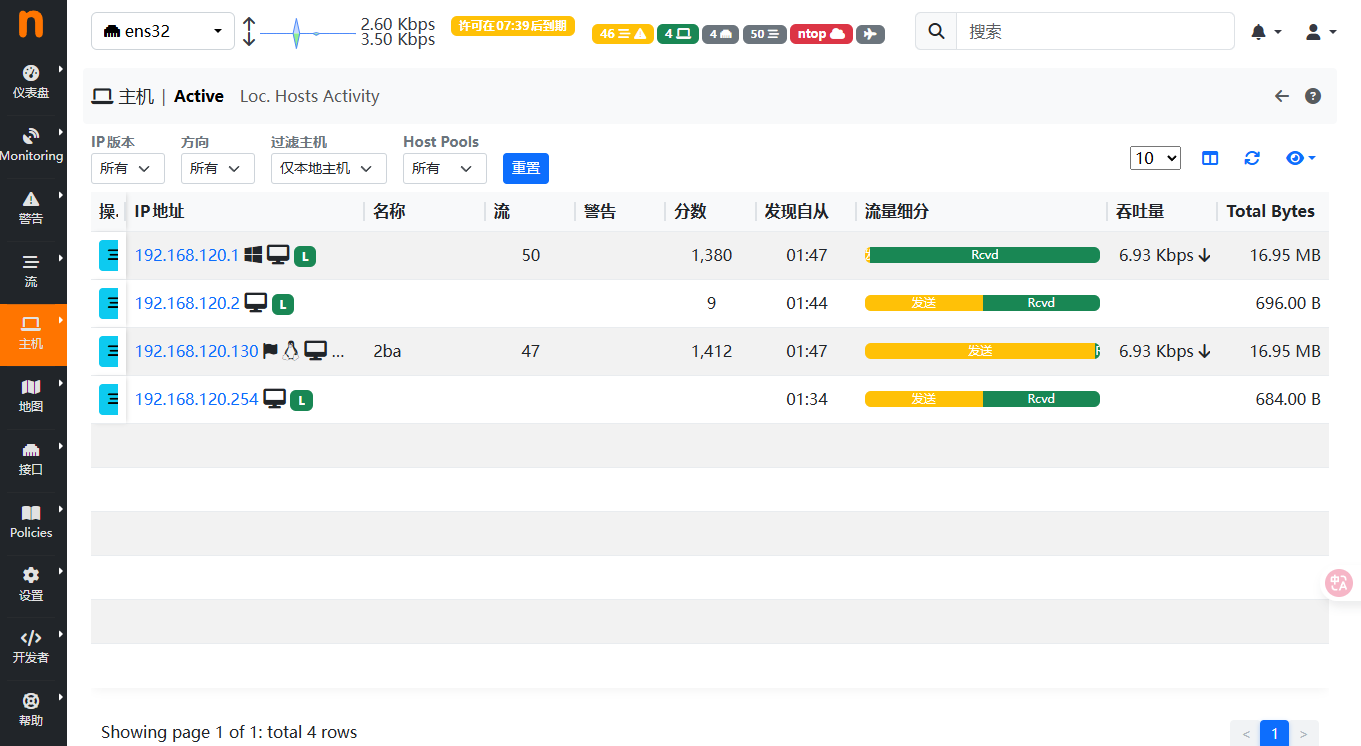 n
ens32
2.60 Kbps
3.50 Kbps
许可在 07:39 后到期
46
4
4
50
ntop
搜索
仪表盘
Monitoring
警告
流
主机
地图
接口
Policies
设置
开发者
帮助
主机 | Active Loc. Hosts Activity
IP 版本 方向 过滤主机 Host Pools
所有 所有 仅本地主机 所有 重置 10
操. IP 地址 名称 流 警告 分数 发现自从 流量细分 吞吐量 Total Bytes
192.168.120.1 L 50 1,380 01:47 Rcvd 6.93 Kbps 16.95 MB
192.168.120.2 L 9 01:44 发送 Rcvd 696.00 B
192.168.120.130 ... 2ba 47 1,412 01:47 发送 6.93 Kbps 16.95 MB
192.168.120.254 L 01:34 发送 Rcvd 684.00 B
中A
Showing page 1 of 1: total 4 rows
< 1 >